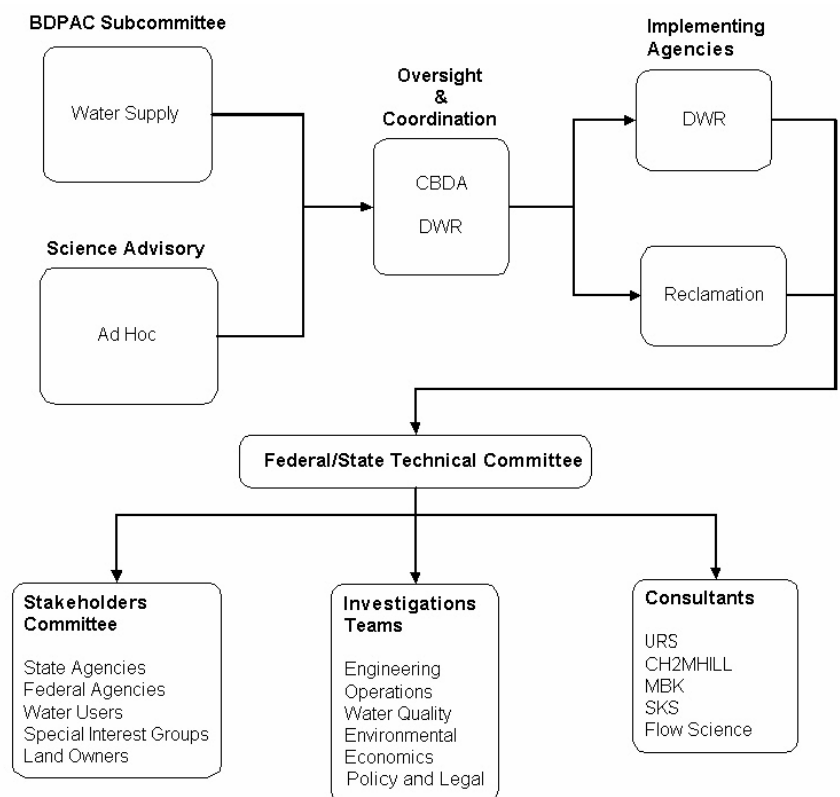 BDPAC Subcommittee
Water Supply
Science Advisory
Ad Hoc
Oversight
&
Coordination
CBDA
DWR
Implementing
Agencies
DWR
Reclamation
Federal/State Technical Committee
Stakeholders
Committee
State Agencies
Federal Agencies
Water Users
Special Interest Groups
Land Owners
Investigations
Teams
Engineering
Operations
Water Quality
Environmental
Economics
Policy and Legal
Consultants
URS
CH2MHILL
MBK
SKS
Flow Science